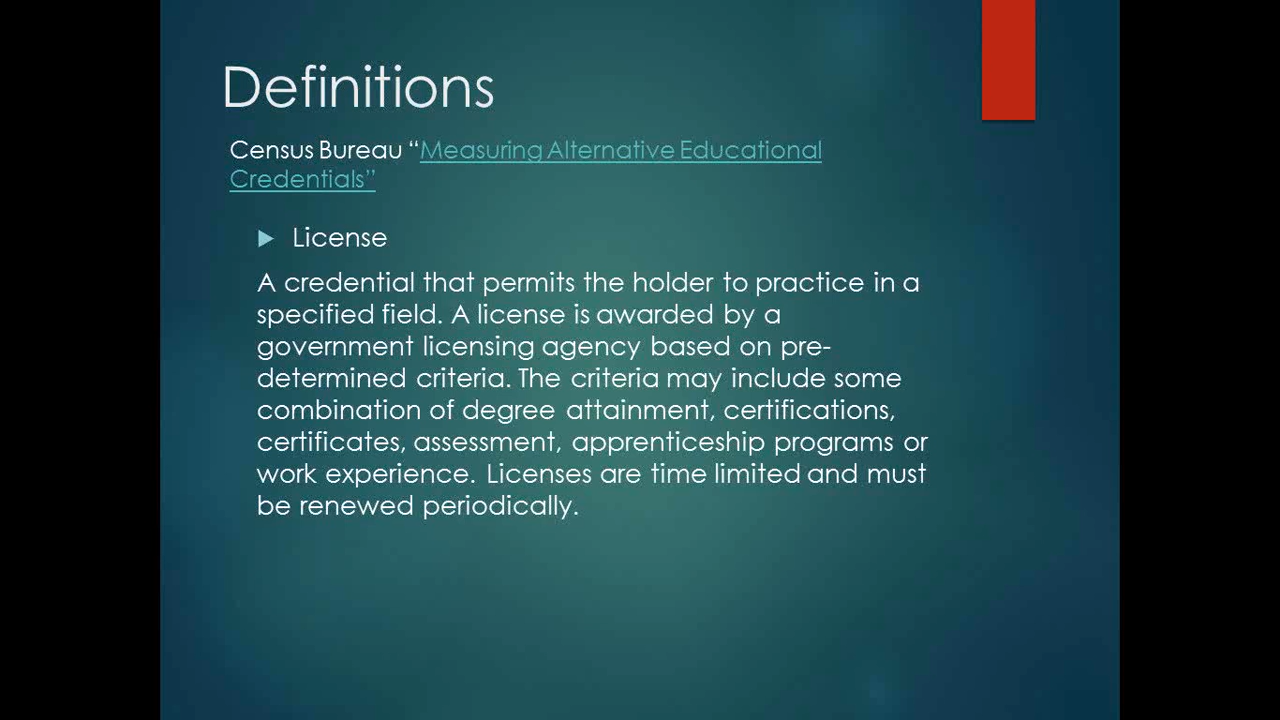 Definitions
Census Bureau “Measuring Alternative Educational
Credentials”
License
A credential that permits the holder to practice in a
specified field. A license is awarded by a
government licensing agency based on pre-
determined criteria. The criteria may include some
combination of degree attainment, certifications,
certificates, assessment, apprenticeship programs or
work experience. Licenses are time limited and must
be renewed periodically.